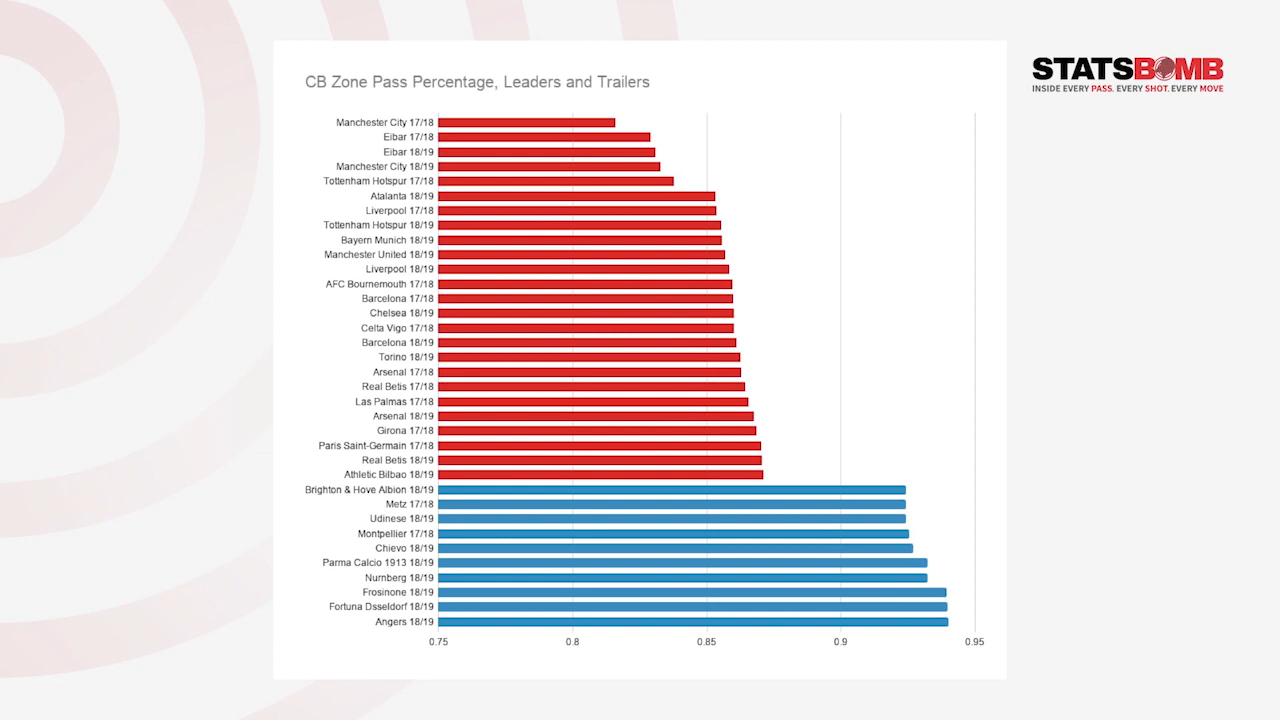 STATSBOMB
INSIDE EVERY PASS. EVERY SHOT. EVERY MOVE
CB Zone Pass Percentage, Leaders and Trailers
Manchester City 17/18
Eibar 17/18
Eibar 18/19
Manchester City 18/19
Tottenham Hotspur 17/18
Atalanta 18/19
Liverpool 17/18
Tottenham Hotspur 18/19
Bayern Munich 18/19
Manchester United 18/19
Liverpool 18/19
AFC Bournemouth 17/18
Barcelona 17/18
Chelsea 18/19
Celta Vigo 17/18
Barcelona 18/19
Torino 18/19
Arsenal 17/18
Real Betis 17/18
Las Palmas 17/18
Arsenal 18/19
Girona 17/18
Paris Saint-Germain 17/18
Real Betis 18/19
Athletic Bilbao 18/19
Brighton & Hove Albion 18/19
Metz 17/18
Udinese 18/19
Montpellier 17/18
Chievo 18/19
Parma Calcio 1913 18/19
Nurnberg 18/19
Frosinone 18/19
Fortuna Dsseldorf 18/19
Angers 18/19
0.75 0.8 0.85 0.9 0.95